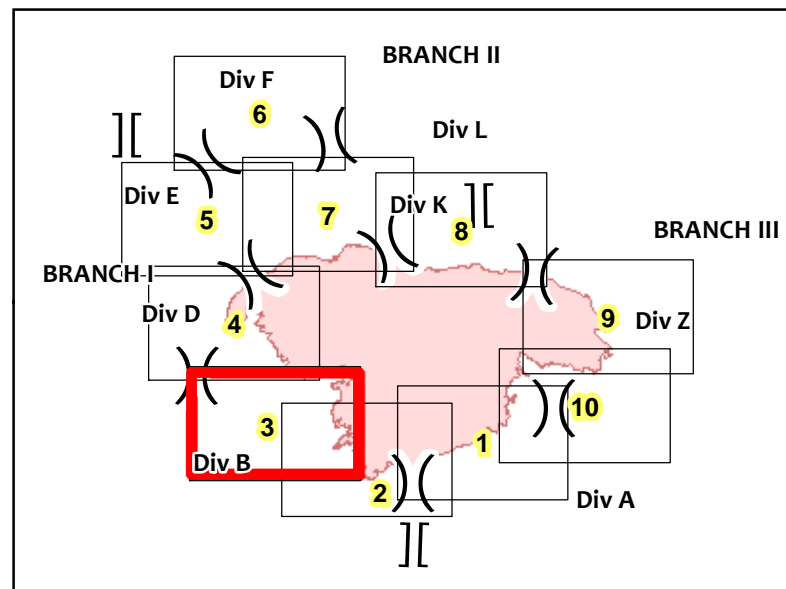 BRANCH II
Div F
6
][
Div L
Div E
5
7
Div K
8
][
BRANCH III
BRANCH I
Div D
4
9
Div Z
3
10
1
Div B
2
Div A
][